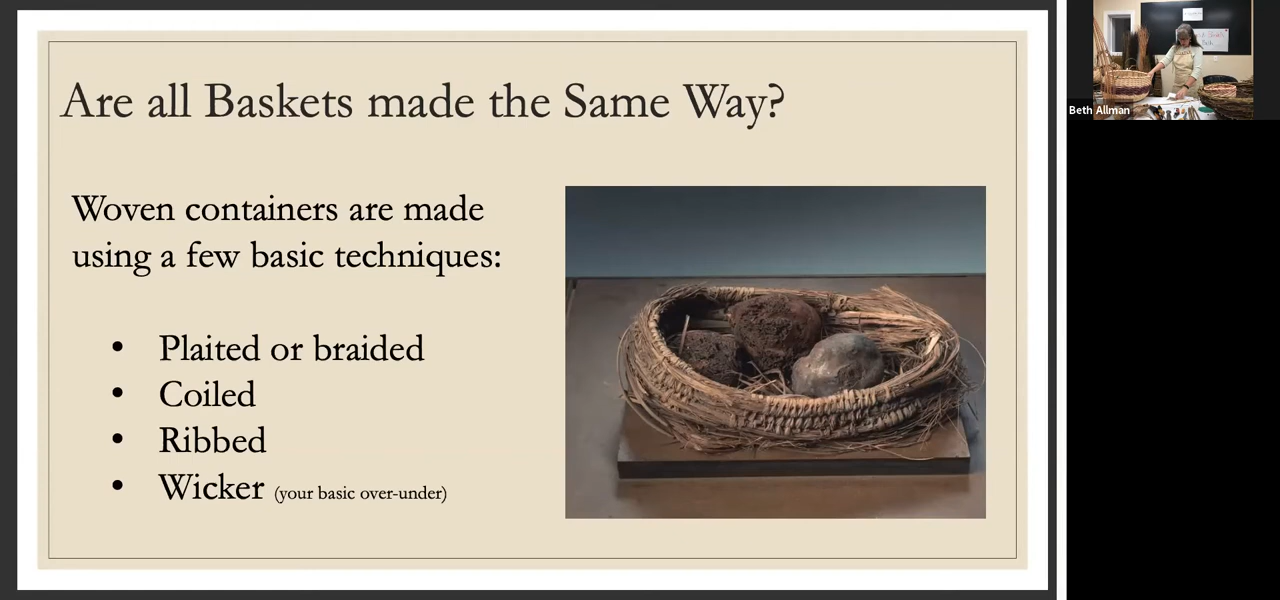 Are all Baskets made the Same Way?
Woven containers are made
using a few basic techniques:
• Plaited or braided
• Coiled
• Ribbed
• Wicker (your basic over-under)
Beth Allman